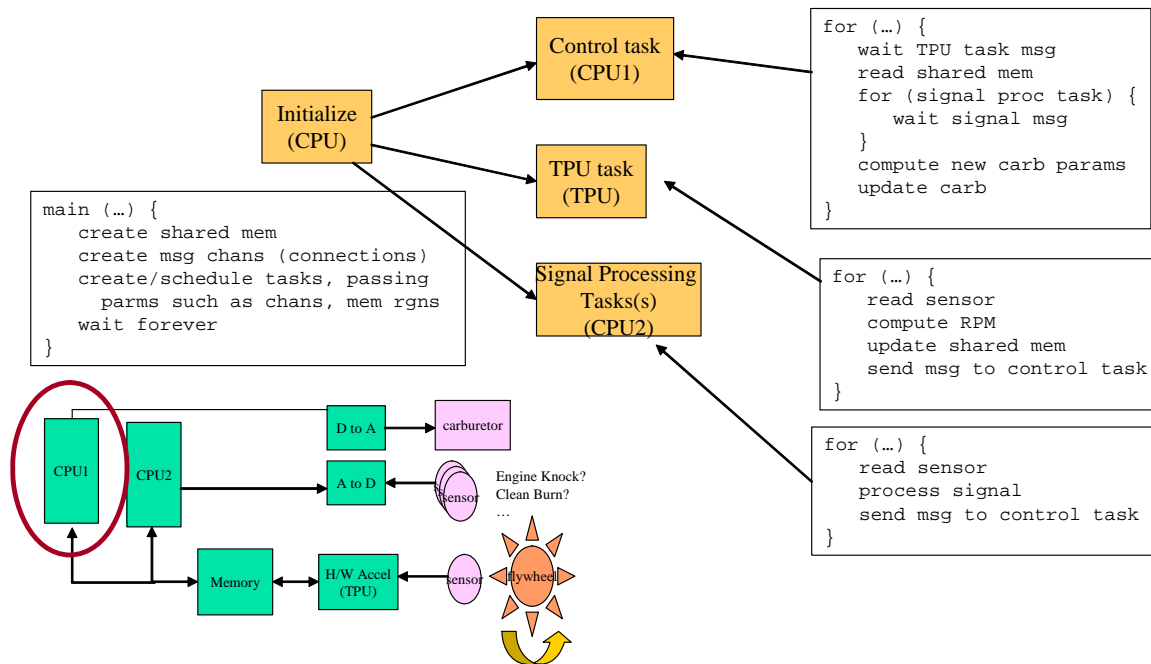 Control task
(CPU1)
for (…) {
wait TPU task msg
read shared mem
for (signal proc task) {
wait signal msg
}
compute new carb params
update carb
}
Initialize
(CPU)
TPU task
(TPU)
main (…) {
create shared mem
create msg chans (connections)
create/schedule tasks, passing
parms such as chans, mem rgns
wait forever
}
Signal Processing
Tasks(s)
(CPU2)
for (…) {
read sensor
compute RPM
update shared mem
send msg to control task
}
for (…) {
read sensor
process signal
send msg to control task
}
CPU1
CPU2
D to A
carburetor
A to D
sensor
Engine Knock?
Clean Burn?
…
Memory
H/W Accel
(TPU)
sensor
flywheel